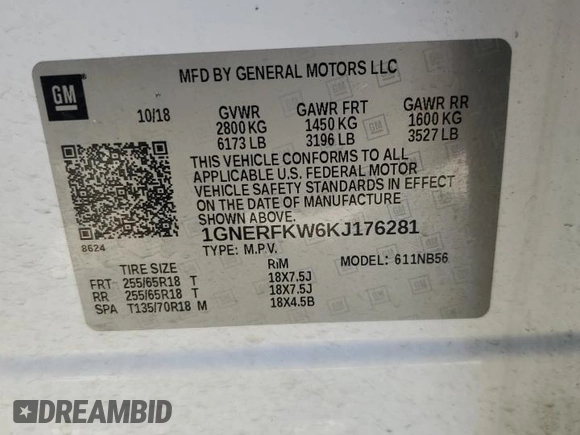 GM
MFD BY GENERAL MOTORS LLC
10/18 GVWR GAWR FRT GAWR RR
2800 KG 1450 KG 1600 KG
6173 LB 3196 LB 3527 LB
THIS VEHICLE CONFORMS TO ALL
APPLICABLE U.S. FEDERAL MOTOR
VEHICLE SAFETY STANDARDS IN EFFECT
ON THE DATE OF MANUFACTURE
SHOWN ABOVE.
8624
1GNERFKW6KJ176281
TYPE: M.P.V.
TIRE SIZE RIM MODEL: 611NB56
FRT 255/65R18 T 18X7.5J
RR 255/65R18 T 18X7.5J
SPA T135/70R18 M 18X4.5B
DREAMBID